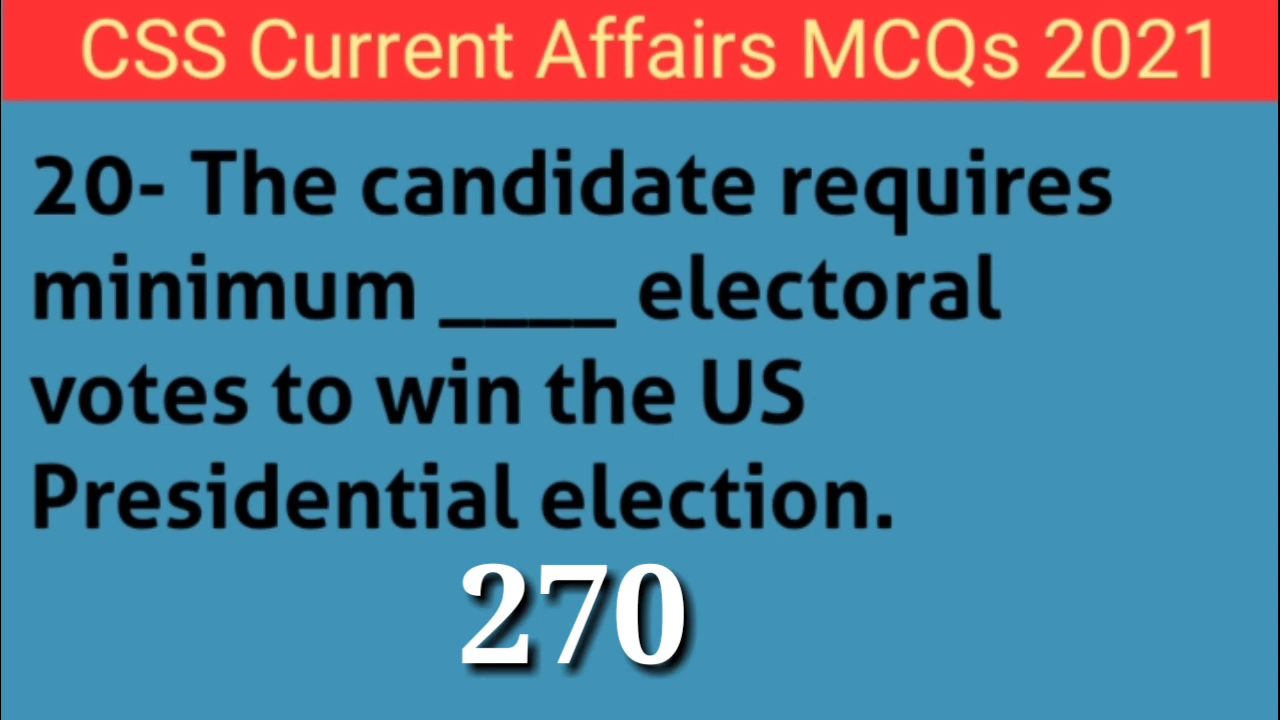 CSS Current Affairs MCQs 2021
20- The candidate requires
minimum ____ electoral
votes to win the US
Presidential election.
270